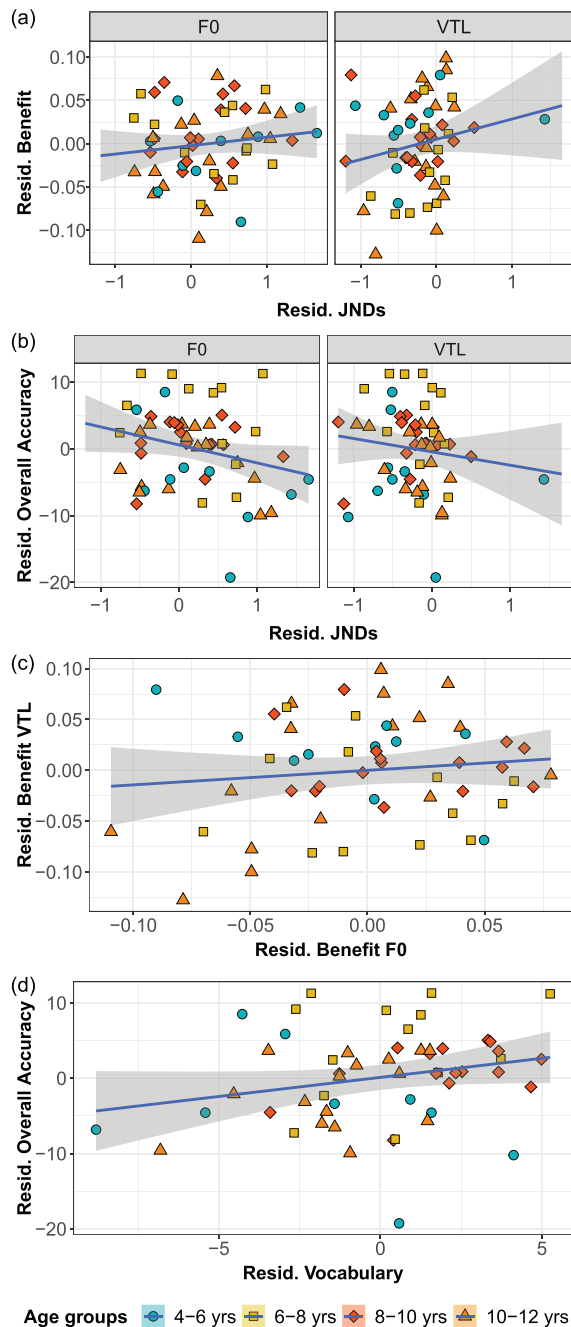 (a)
F0 VTL
Resid. Benefit
0.10
0.05
0.00
−0.05
−0.10
−1 0 1 −1 0 1
Resid. JNDs
(b)
F0 VTL
Resid. Overall Accuracy
10
0
−10
−20
−1 0 1 −1 0 1
Resid. JNDs
(c)
Resid. Benefit VTL
0.10
0.05
0.00
−0.05
−0.10
−0.10 −0.05 0.00 0.05
Resid. Benefit F0
(d)
Resid. Overall Accuracy
10
0
−10
−20
−5 0 5
Resid. Vocabulary
Age groups 4−6 yrs 6−8 yrs 8−10 yrs 10−12 yrs